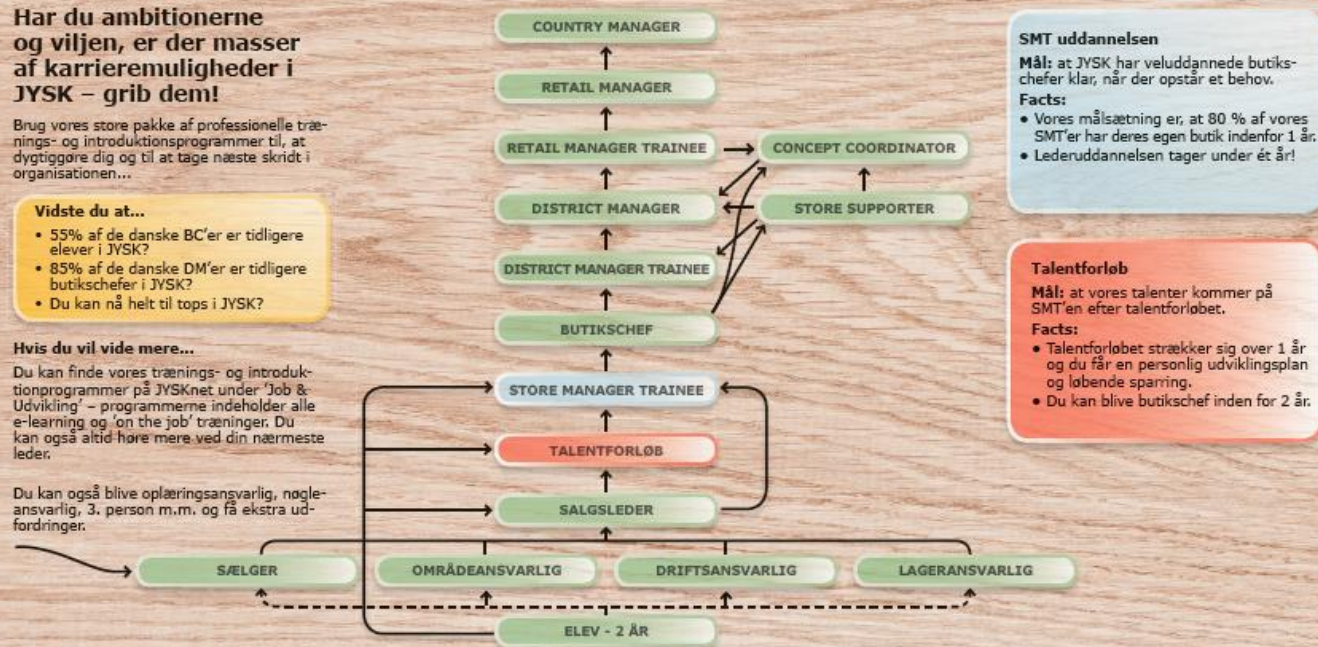 Har du ambitionerne
og viljen, er der masser
af karrieremuligheder i
JYSK – grib dem!
Brug vores store pakke af professionelle træ-
nings- og introduktionsprogrammer til, at
dygtiggøre dig og til at tage næste skridt i
organisationen...
Vidste du at...
• 55% af de danske BC'er er tidligere
elever i JYSK?
• 85% af de danske DM'er er tidligere
butikschefer i JYSK?
• Du kan nå helt til tops i JYSK?
Hvis du vil vide mere...
Du kan finde vores trænings- og introduk-
tionprogrammer på JYSKnet under 'Job &
Udvikling' – programmerne indeholder alle
e-learning og 'on the job' træninger. Du
kan også altid høre mere ved din nærmeste
leder.
Du kan også blive oplæringsansvarlig, nøgle-
ansvarlig, 3. person m.m. og få ekstra ud-
fordringer.
COUNTRY MANAGER
RETAIL MANAGER
RETAIL MANAGER TRAINEE
CONCEPT COORDINATOR
DISTRICT MANAGER
STORE SUPPORTER
DISTRICT MANAGER TRAINEE
BUTIKSCHEF
STORE MANAGER TRAINEE
TALENTFORLØB
SALGSLEDER
SÆLGER
OMRÅDEANSVARLIG
DRIFTSANSVARLIG
LAGERANSVARLIG
ELEV - 2 ÅR
SMT uddannelsen
Mål: at JYSK har veluddannede butiks-
chefer klar, når der opstår et behov.
Facts:
• Vores målsætning er, at 80 % af vores
SMT'er har deres egen butik indenfor 1 år.
• Lederuddannelsen tager under ét år!
Talentforløb
Mål: at vores talenter kommer på
SMT'en efter talentforløbet.
Facts:
• Talentforløbet strækker sig over 1 år
og du får en personlig udviklingsplan
og løbende sparring.
• Du kan blive butikschef inden for 2 år.